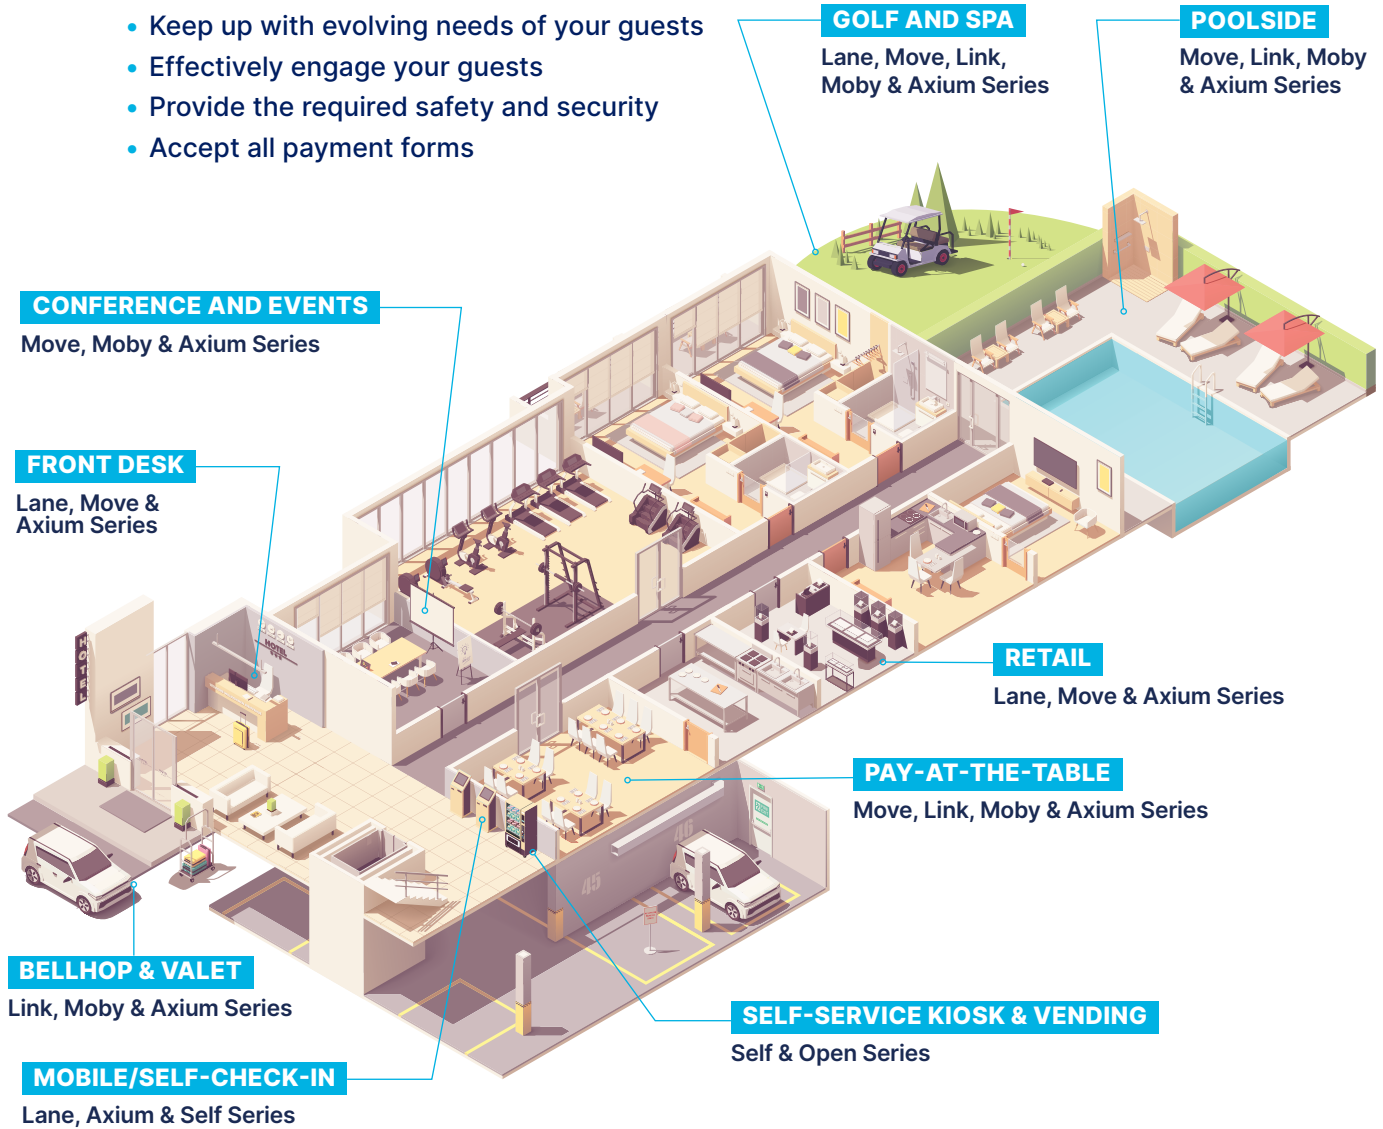 • Keep up with evolving needs of your guests
• Effectively engage your guests
• Provide the required safety and security
• Accept all payment forms
GOLF AND SPA
Lane, Move, Link,
Moby & Axium Series
POOLSIDE
Move, Link, Moby
& Axium Series
CONFERENCE AND EVENTS
Move, Moby & Axium Series
FRONT DESK
Lane, Move &
Axium Series
HOTEL
HOTEL
RETAIL
Lane, Move & Axium Series
PAY-AT-THE-TABLE
Move, Link, Moby & Axium Series
46
45
BELLHOP & VALET
Link, Moby & Axium Series
SELF-SERVICE KIOSK & VENDING
Self & Open Series
MOBILE/SELF-CHECK-IN
Lane, Axium & Self Series